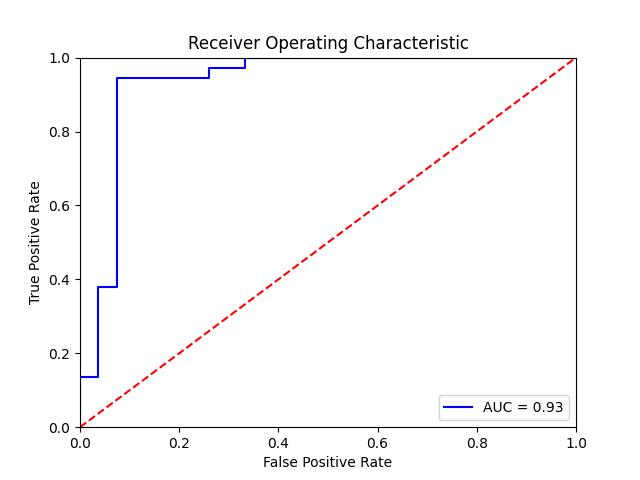 Receiver Operating Characteristic
1.0
0.8
0.6
0.4
0.2
0.0
True Positive Rate
AUC = 0.93
0.0 0.2 0.4 0.6 0.8 1.0
False Positive Rate